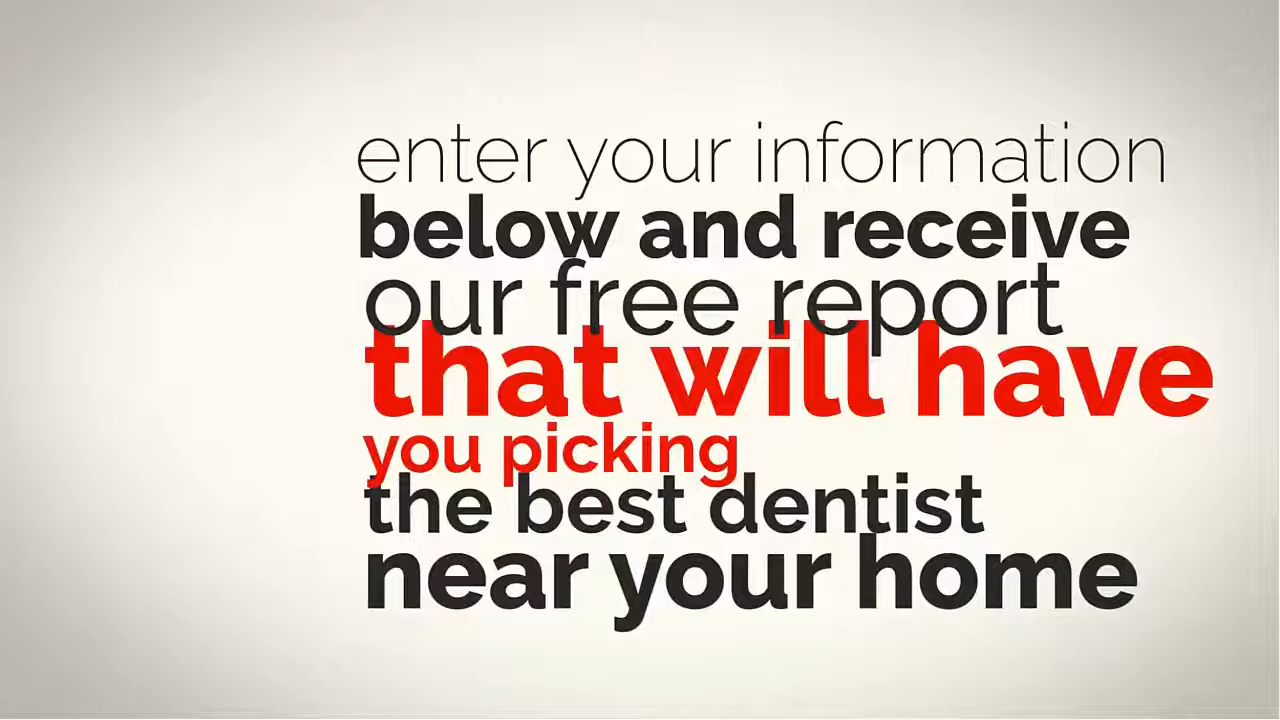 enter your information
below and receive
our free report
that will have
you picking
the best dentist
near your home